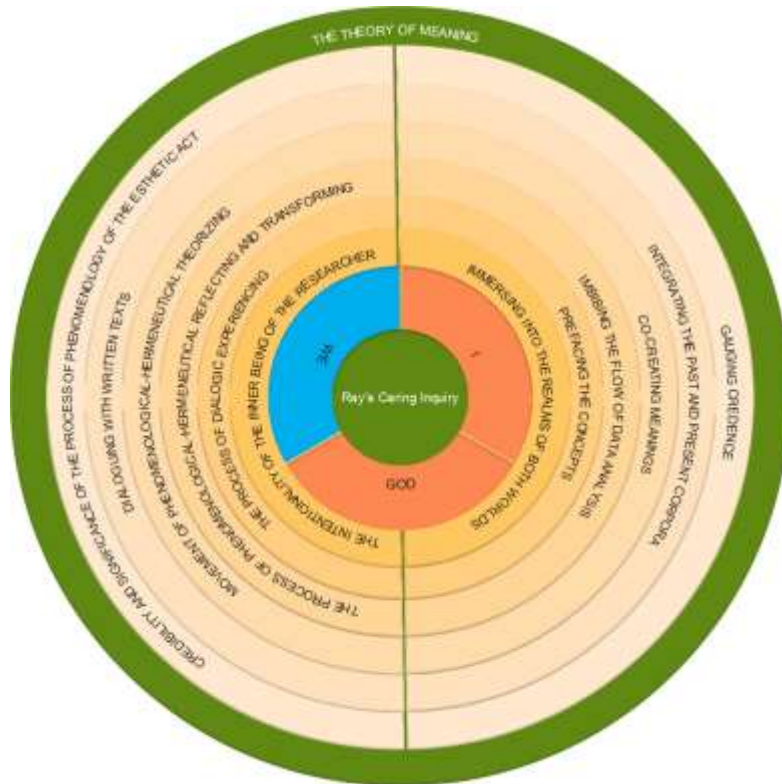 THE THEORY OF MEANING
CREDIBILITY AND SIGNIFICANCE OF THE PROCESS OF PHENOMENOLOGY OF THE ESTHETIC ACT
DIALOGUING WITH WRITTEN TEXTS
MOVEMENT OF PHENOMENOLOGICAL-HERMENEUTICAL THEORIZING
THE PROCESS OF PHENOMENOLOGICAL HERMENEUTICAL REFLECTING AND TRANSFORMING
THE PROCESS OF DIALOGIC EXPERIENCING
THE INTENTIONALITY OF THE INNER BEING OF THE RESEARCHER
I
Ray's Caring Inquiry
GOD
IMMERSING INTO THE REALMS OF BOTH WORLDS
PREFACING THE CONCEPTS
IMBIBING THE FLOW OF DATA ANALYSIS
CO-CREATING MEANINGS
INTEGRATING THE PAST AND PRESENT CORPORA
GAUGING CREDENCE